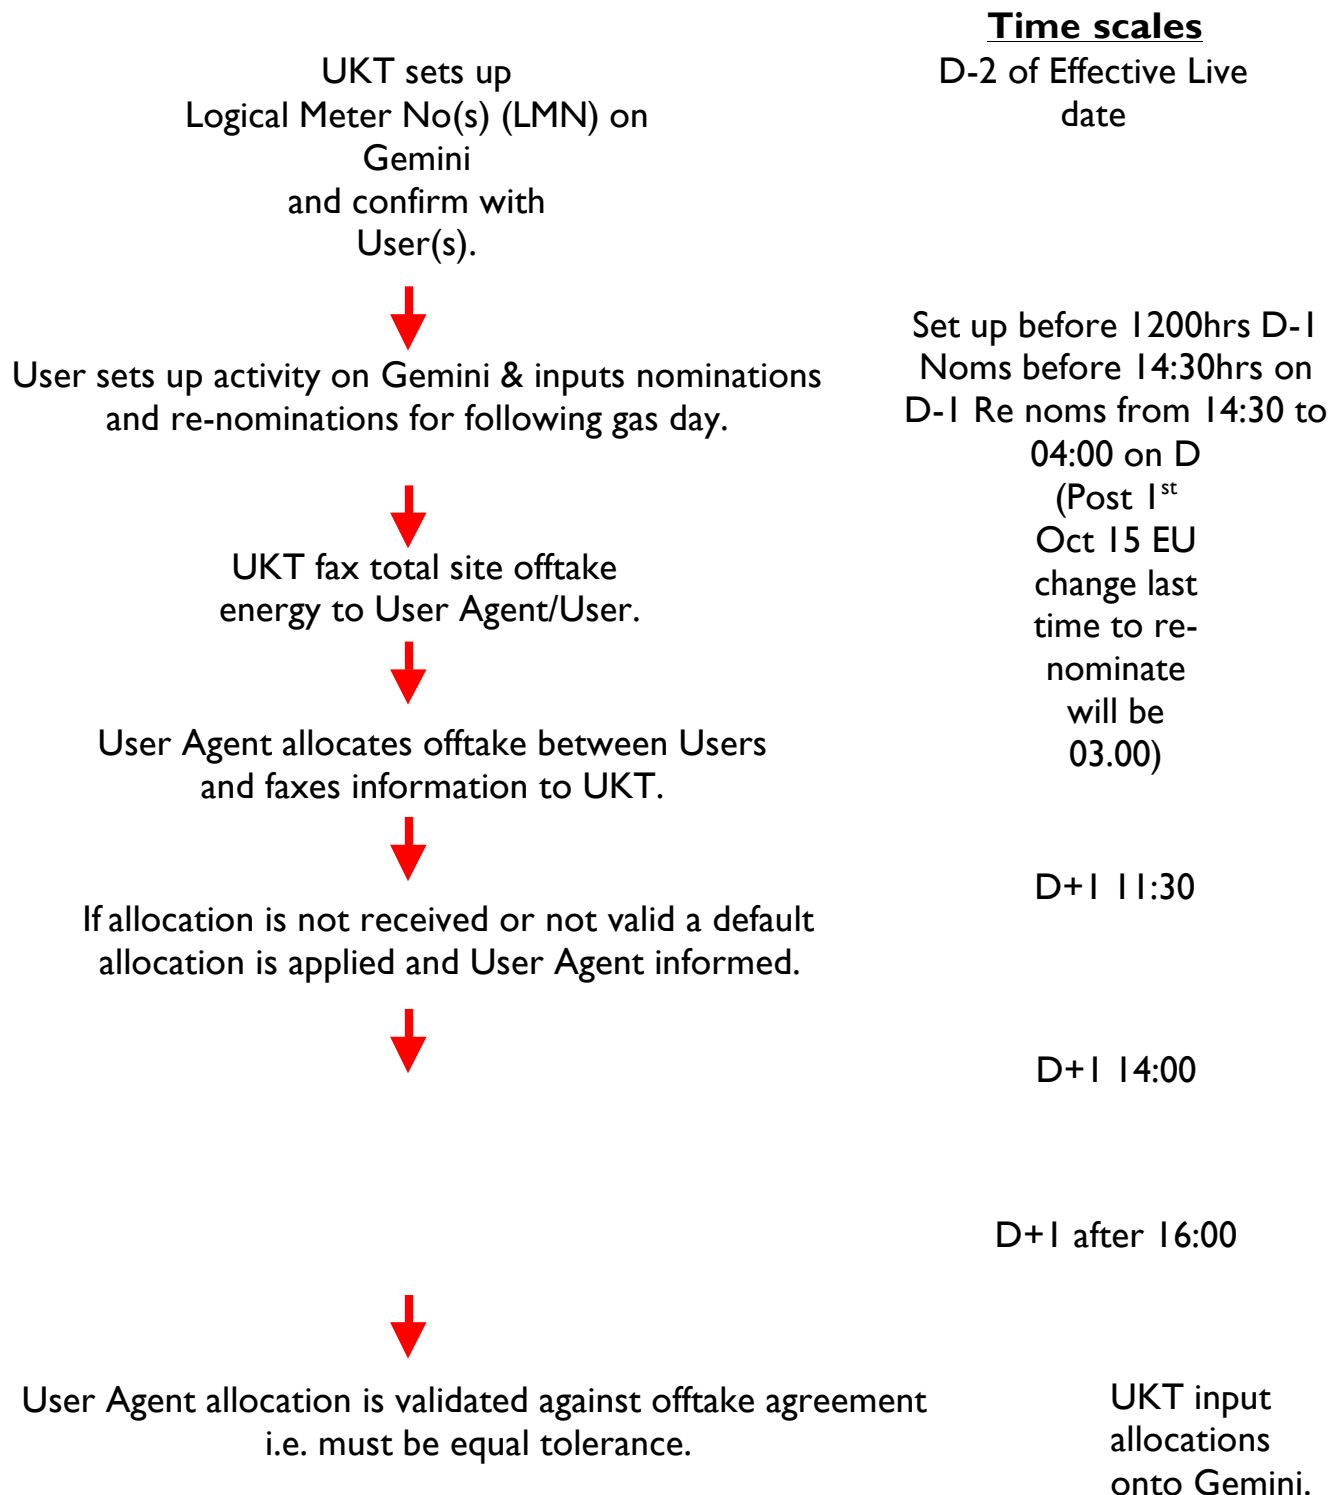 Time scales
UKT sets up
Logical Meter No(s) (LMN) on
Gemini
and confirm with
User(s).
D-2 of Effective Live
date
User sets up activity on Gemini & inputs nominations
and re-nominations for following gas day.
Set up before 1200hrs D-1
Noms before 14:30hrs on
D-1 Re noms from 14:30 to
04:00 on D
(Post 1st
Oct 15 EU
change last
time to re-
nominate
will be
03.00)
UKT fax total site offtake
energy to User Agent/User.
User Agent allocates offtake between Users
and faxes information to UKT.
D+1 11:30
If allocation is not received or not valid a default
allocation is applied and User Agent informed.
D+1 14:00
D+1 after 16:00
User Agent allocation is validated against offtake agreement
i.e. must be equal tolerance.
UKT input
allocations
onto Gemini.